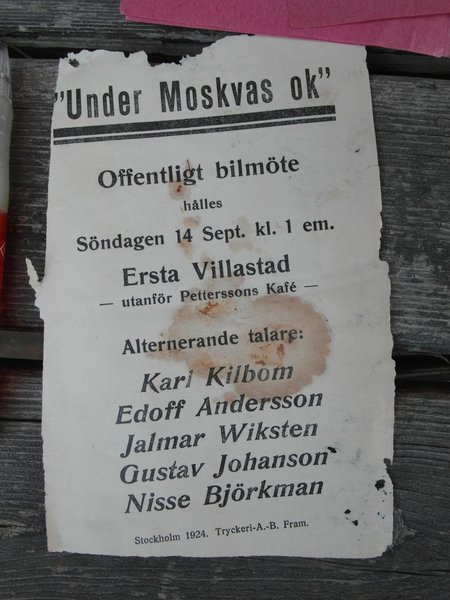 "Under Moskvas ok"
Offentligt bilmöte
hålles
Söndagen 14 Sept. kl. 1 em.
Ersta Villastad
— utanför Petterssons Kafé —
Alternerande talare:
Karl Kilbom
Edoff Andersson
Jalmar Wiksten
Gustav Johanson
Nisse Björkman
Stockholm 1924. Tryckeri-A.-B. Fram.